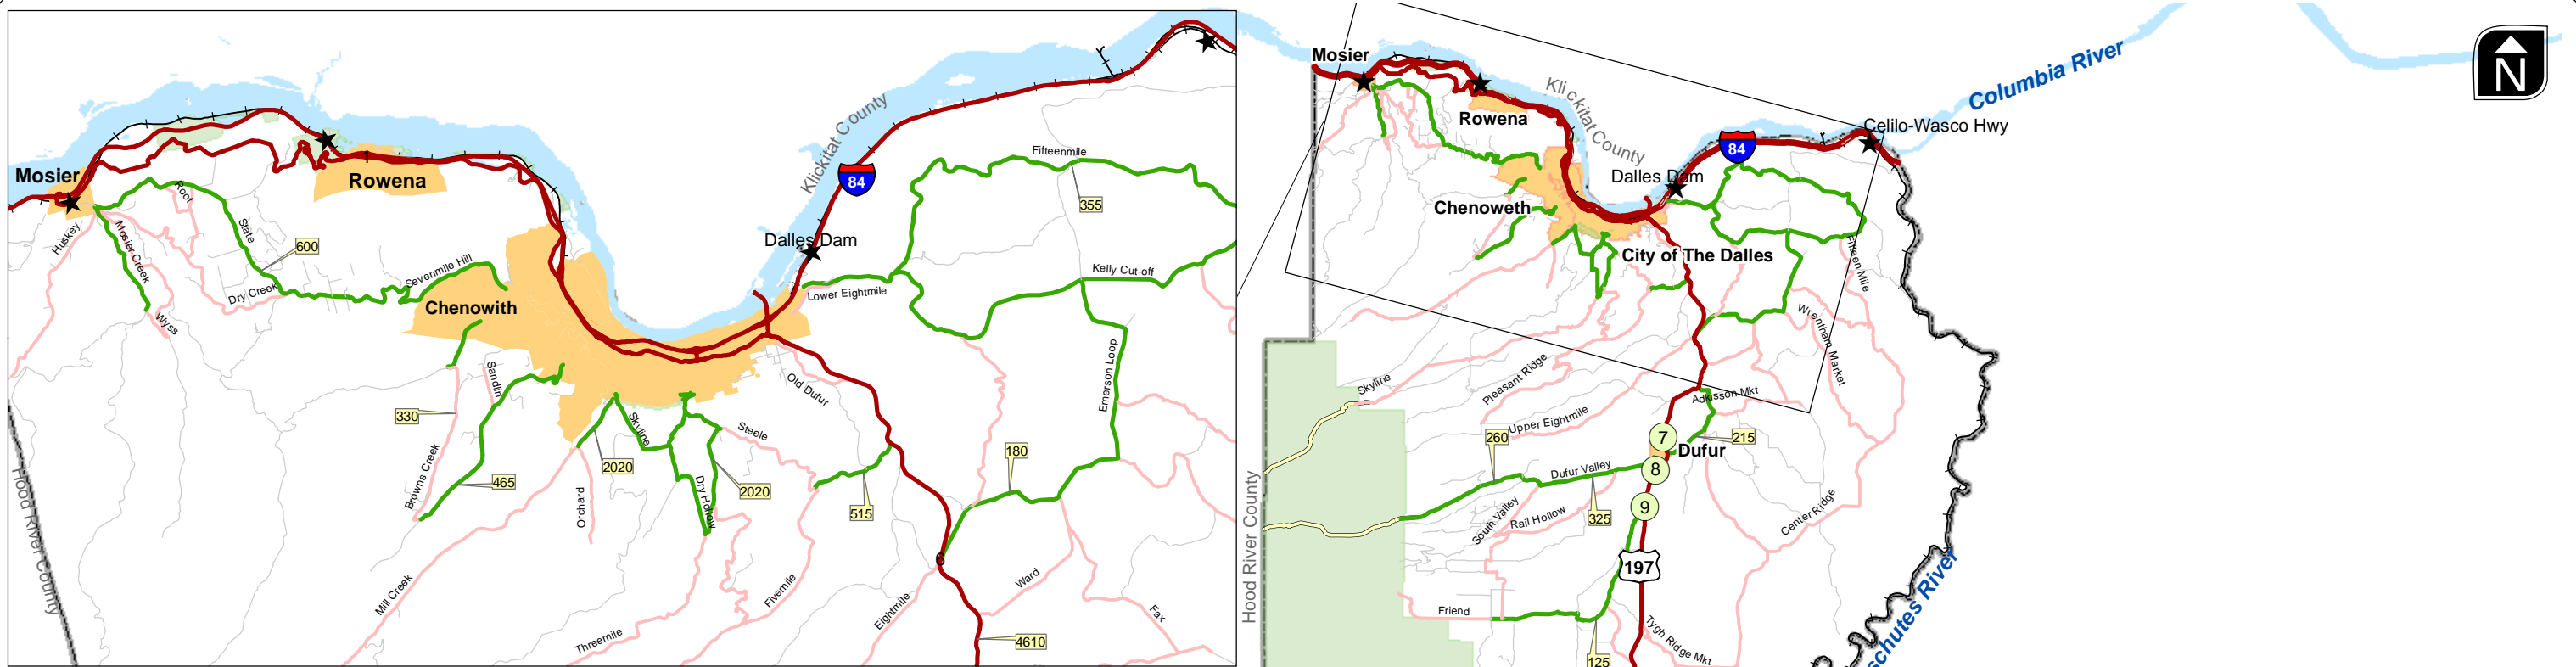 Mosier
Rowena
Chenowith
Klickitat County
84
Dalles Dam
Fifteenmile
355
Kelly Cut-off
Lower Eightmile
Huskey
Mosier Creek
Root
State
600
Sevenmile Hill
Dry Creek
Wyss
Sandlin
330
Browns Creek
465
Orchard
2020
Skyline
Dry Hollow
2020
Steele
Old Dufur
515
180
Emerson Loop
Hood River County
Mill Creek
Threemile
Fivemile
Eightmile
6
Ward
Fax
4610
Mosier
Rowena
Klickitat County
Columbia River
N
Celilo-Wasco Hwy
84
Dalles Dam
Chenoweth
City of The Dalles
Fifteen Mile
Wrentham Market
Skyline
Pleasant Ridge
Adkisson Mkt
Upper Eightmile
260
7
215
Dufur
8
Dufur Valley
9
325
South Valley
Rail Hollow
Center Ridge
Hood River County
197
Friend
Tygh Ridge Mkt
125
schutes River